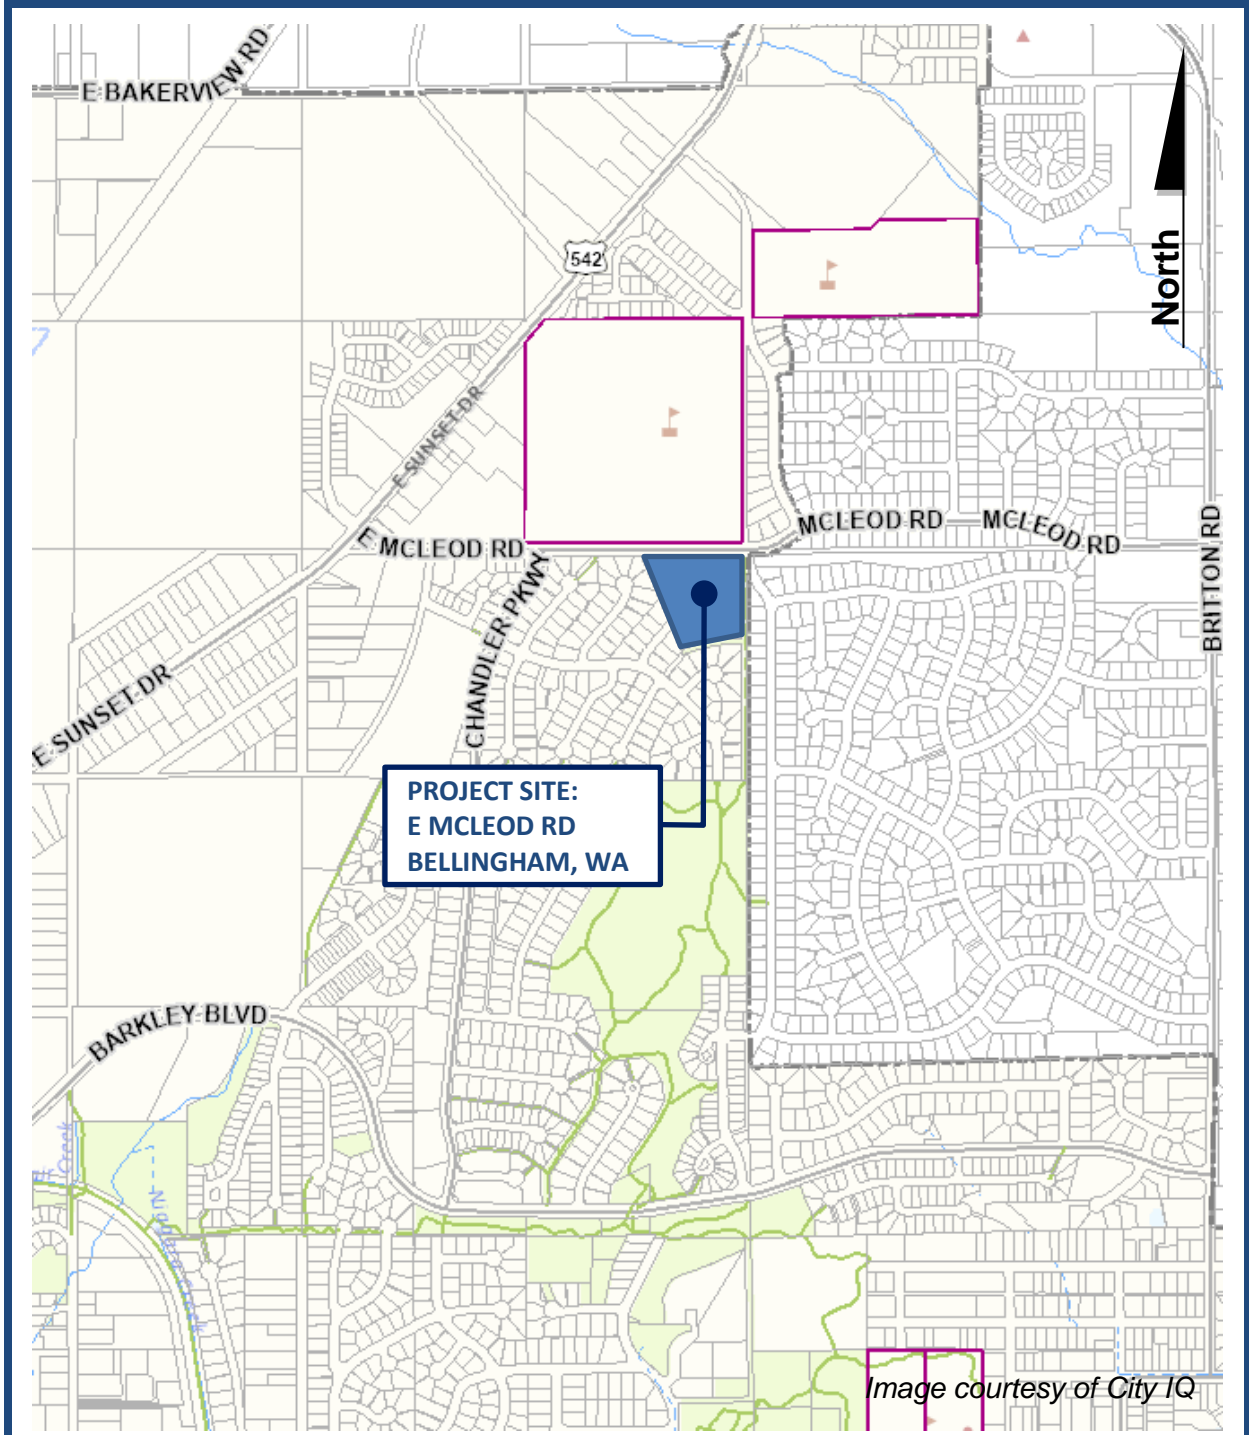 E BAKERVIEW RD
542
North
E SUNSET DR
E MCLEOD RD
MCLEOD RD
MCLEOD RD
BRITTON RD
CHANDLER PKWY
E SUNSET DR
PROJECT SITE:
E MCLEOD RD
BELLINGHAM, WA
BARKLEY BLVD
Creek
Image courtesy of City IQ